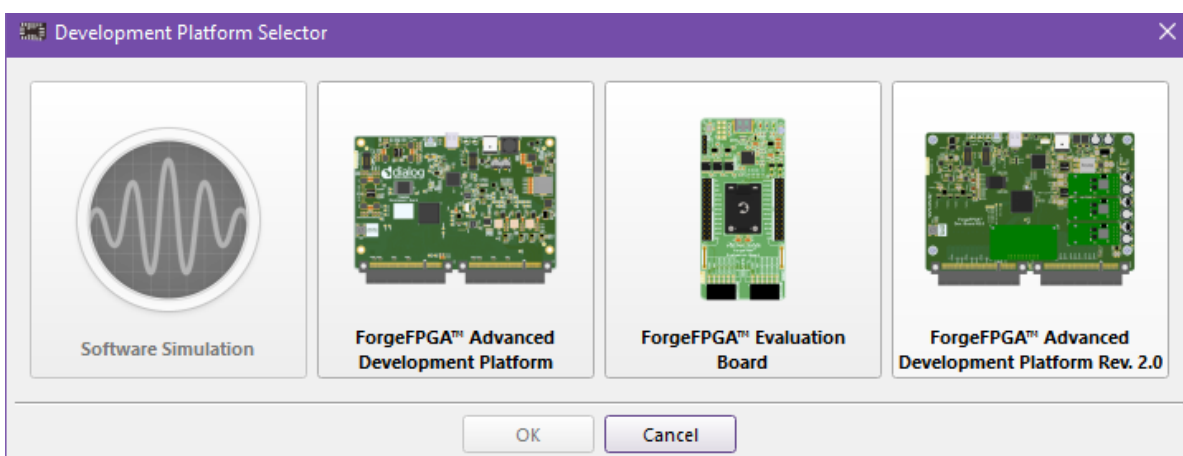 Development Platform Selector
dialog
Software Simulation
ForgeFPGA™ Advanced
Development Platform
ForgeFPGA™ Evaluation
Board
ForgeFPGA™ Advanced
Development Platform Rev. 2.0
OK
Cancel